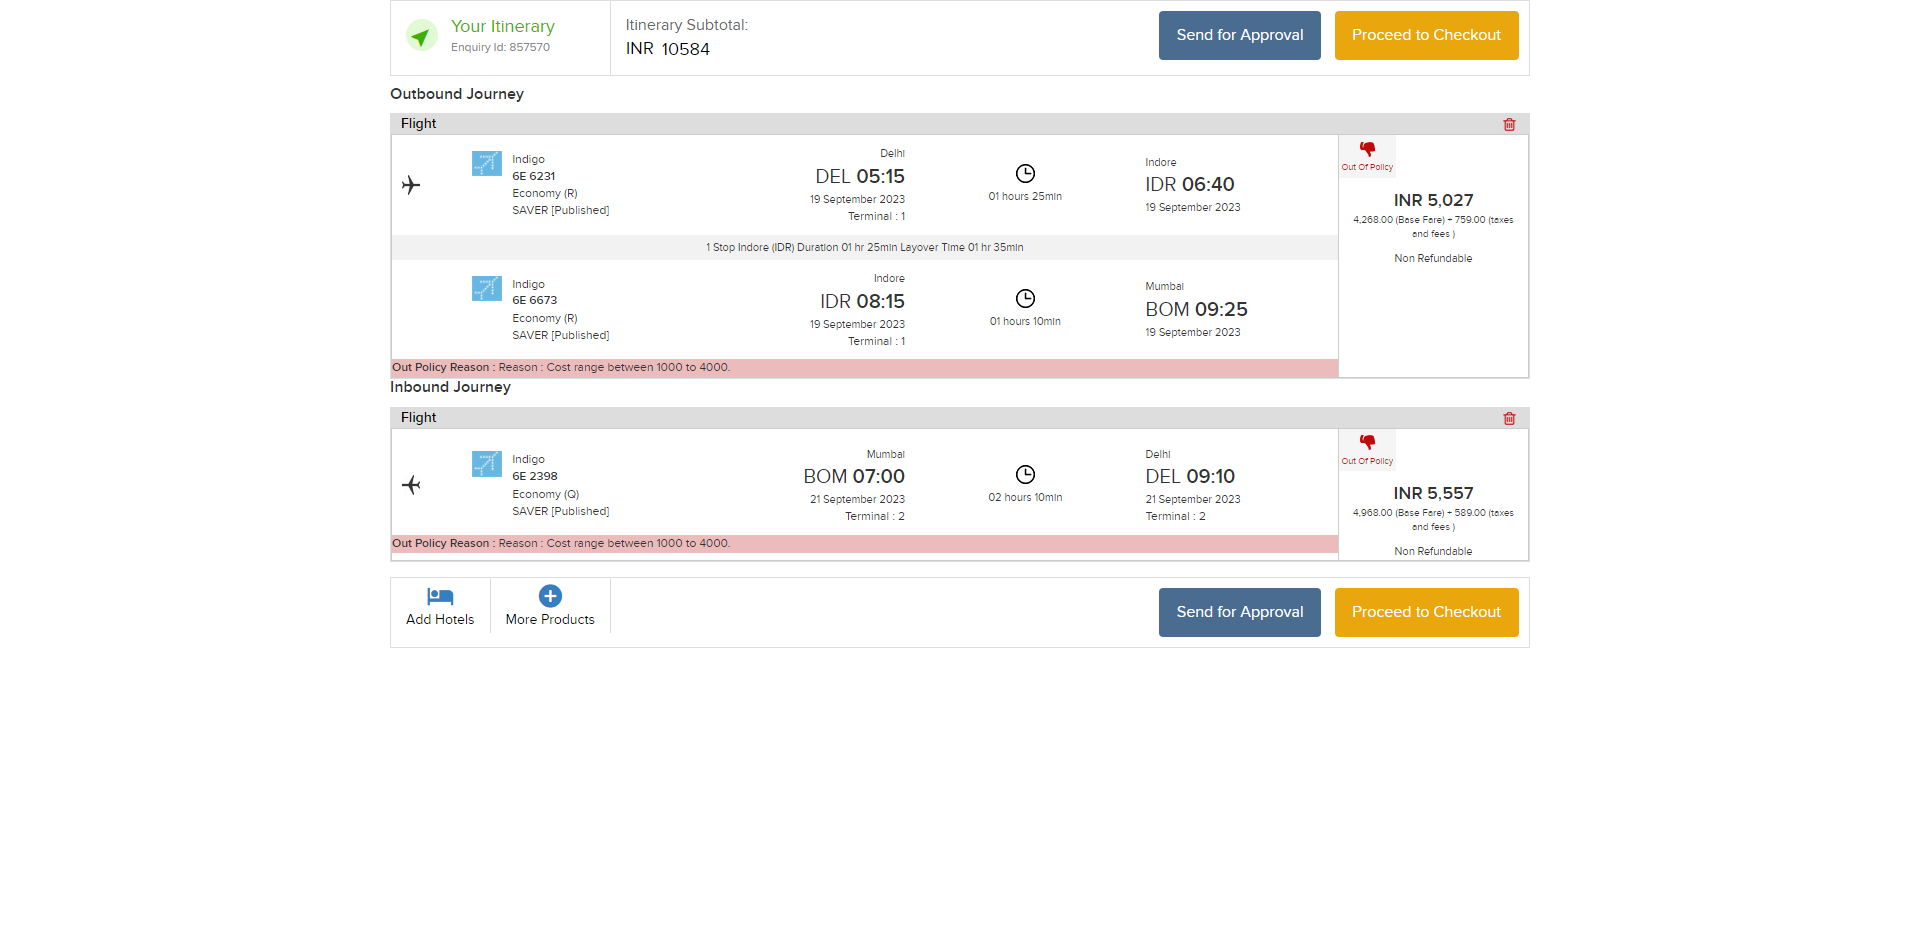 Your Itinerary
Enquiry Id: 857570
Itinerary Subtotal:
INR 10584
Send for Approval
Proceed to Checkout
Outbound Journey
Flight
Indigo
6E 6231
Economy (R)
SAVER [Published]
Delhi
DEL 05:15
19 September 2023
Terminal : 1
01 hours 25min
Indore
IDR 06:40
19 September 2023
Out Of Policy
INR 5,027
4,268.00 (Base Fare) + 759.00 (taxes
and fees )
Non Refundable
1 Stop Indore (IDR) Duration 01 hr 25min Layover Time 01 hr 35min
Indigo
6E 6673
Economy (R)
SAVER [Published]
Indore
IDR 08:15
19 September 2023
Terminal : 1
01 hours 10min
Mumbai
BOM 09:25
19 September 2023
Out Policy Reason : Reason : Cost range between 1000 to 4000.
Inbound Journey
Flight
Indigo
6E 2398
Economy (Q)
SAVER [Published]
Mumbai
BOM 07:00
21 September 2023
Terminal : 2
02 hours 10min
Delhi
DEL 09:10
21 September 2023
Terminal : 2
Out Of Policy
INR 5,557
4,968.00 (Base Fare) + 589.00 (taxes
and fees )
Non Refundable
Out Policy Reason : Reason : Cost range between 1000 to 4000.
Add Hotels
More Products
Send for Approval
Proceed to Checkout